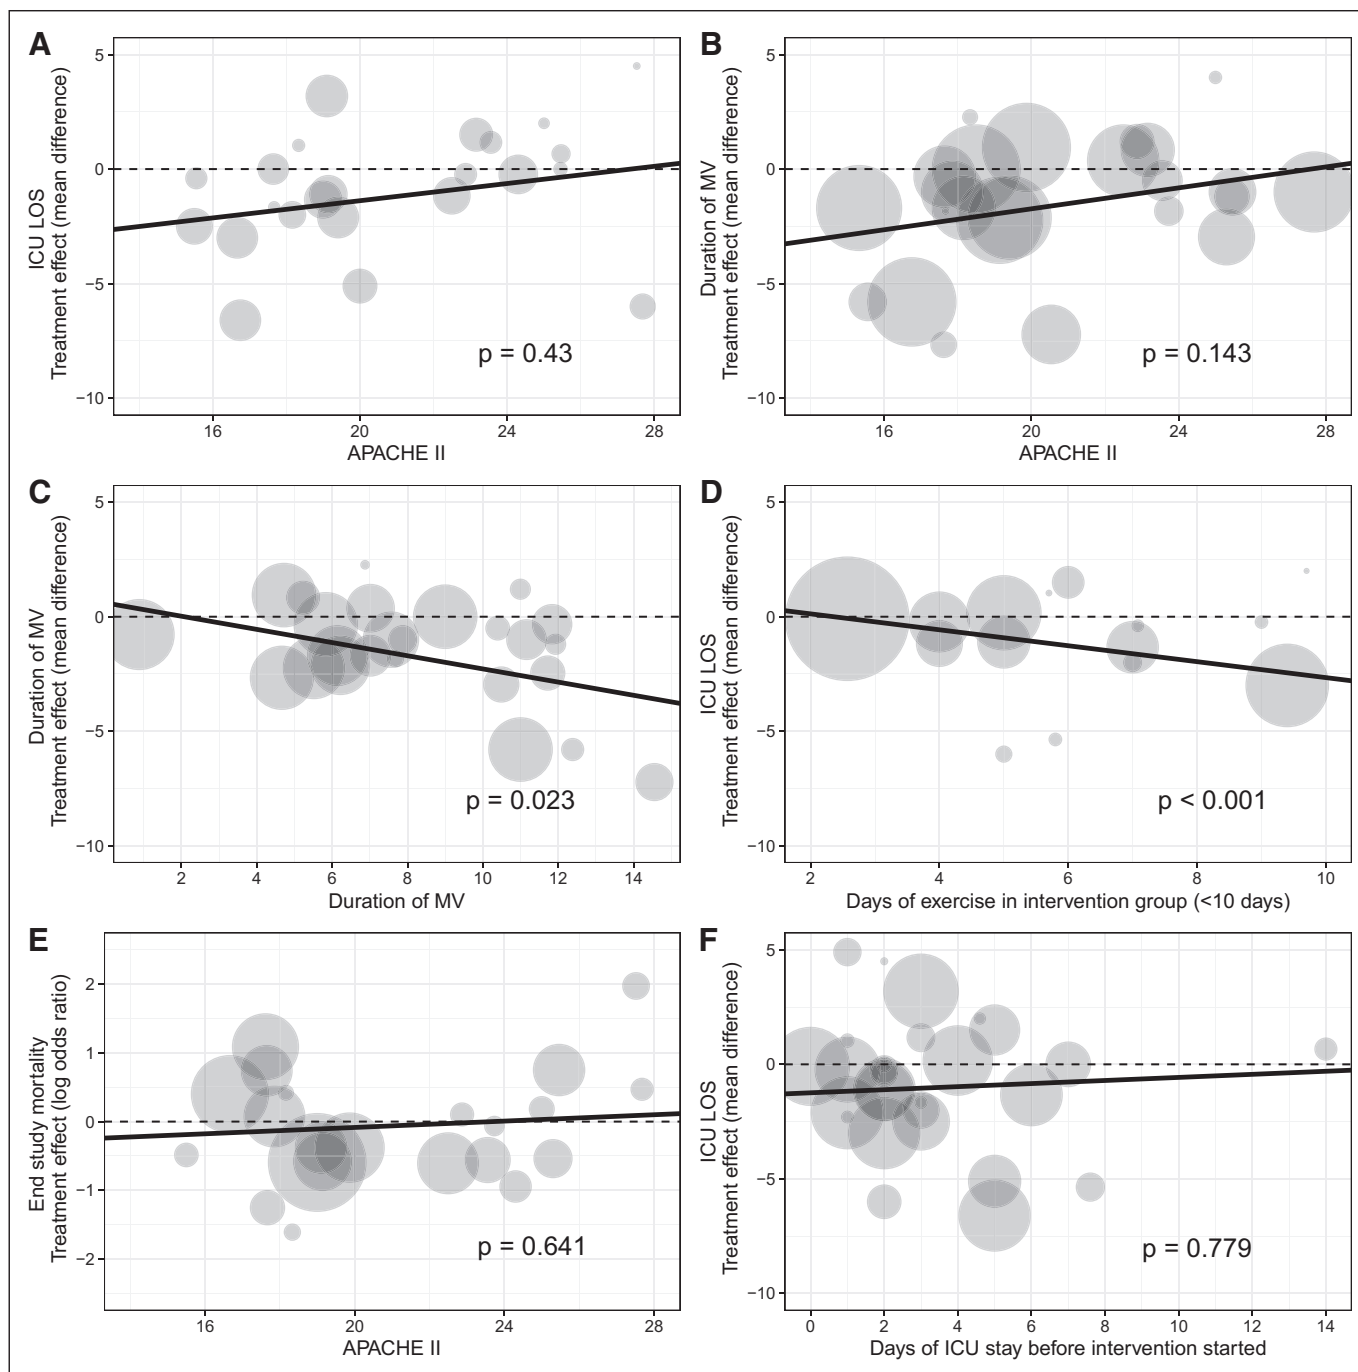 A
ICU LOS
Treatment effect (mean difference)
5
0
−5
−10
p = 0.43
16
20
24
28
APACHE II
B
Duration of MV
Treatment effect (mean difference)
5
0
−5
−10
p = 0.143
16
20
24
28
APACHE II
C
Duration of MV
Treatment effect (mean difference)
5
0
−5
−10
p = 0.023
2
4
6
8
10
12
14
Duration of MV
D
ICU LOS
Treatment effect (mean difference)
5
0
−5
−10
p < 0.001
2
4
6
8
10
Days of exercise in intervention group (<10 days)
E
End study mortality
Treatment effect (log odds ratio)
2
1
0
−1
−2
p = 0.641
16
20
24
28
APACHE II
F
ICU LOS
Treatment effect (mean difference)
5
0
−5
−10
p = 0.779
0
2
4
6
8
10
12
14
Days of ICU stay before intervention started